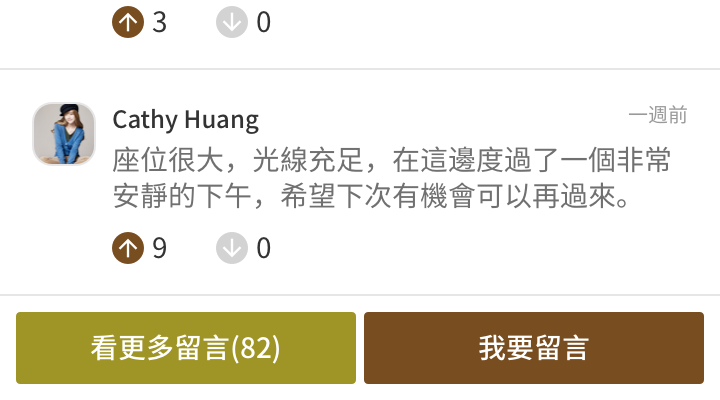 3
0
Cathy Huang
一週前
座位很大，光線充足，在這邊度過了一個非常
安靜的下午，希望下次有機會可以再過來。
9
0
看更多留言(82)
我要留言